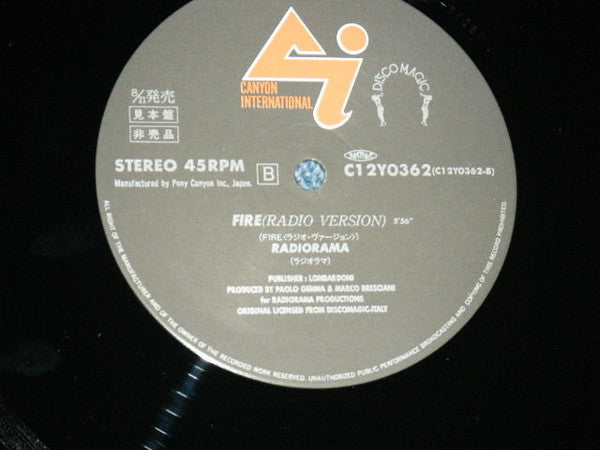 CANYON
INTERNATIONAL
DISCO MAGIC
8/21発売
見本盤
非売品
STEREO 45RPM
B
C12Y0362(C12Y0362-B)
Manufactured by Pony Canyon Inc., Japan.
FIRE(RADIO VERSION) 5'56"
(FIRE〈ラジオ・ヴァージョン〉)
RADIORAMA
(ラジオラマ)
PUBLISHER : LOMBARDONI
PRODUCED BY PAOLO GEMMA & MARCO BRESCIANI
for RADIORAMA PRODUCTIONS
ORIGINAL LICENSED FROM DISCOMAGIC-ITALY
ALL RIGHT OF THE MANUFACTURER AND OF THE OWNER OF THE RECORDED WORK RESERVED. UNAUTHORIZED PUBLIC PERFORMANCE BROADCASTING AND COPYING OF THIS RECORD PROHIBITED.